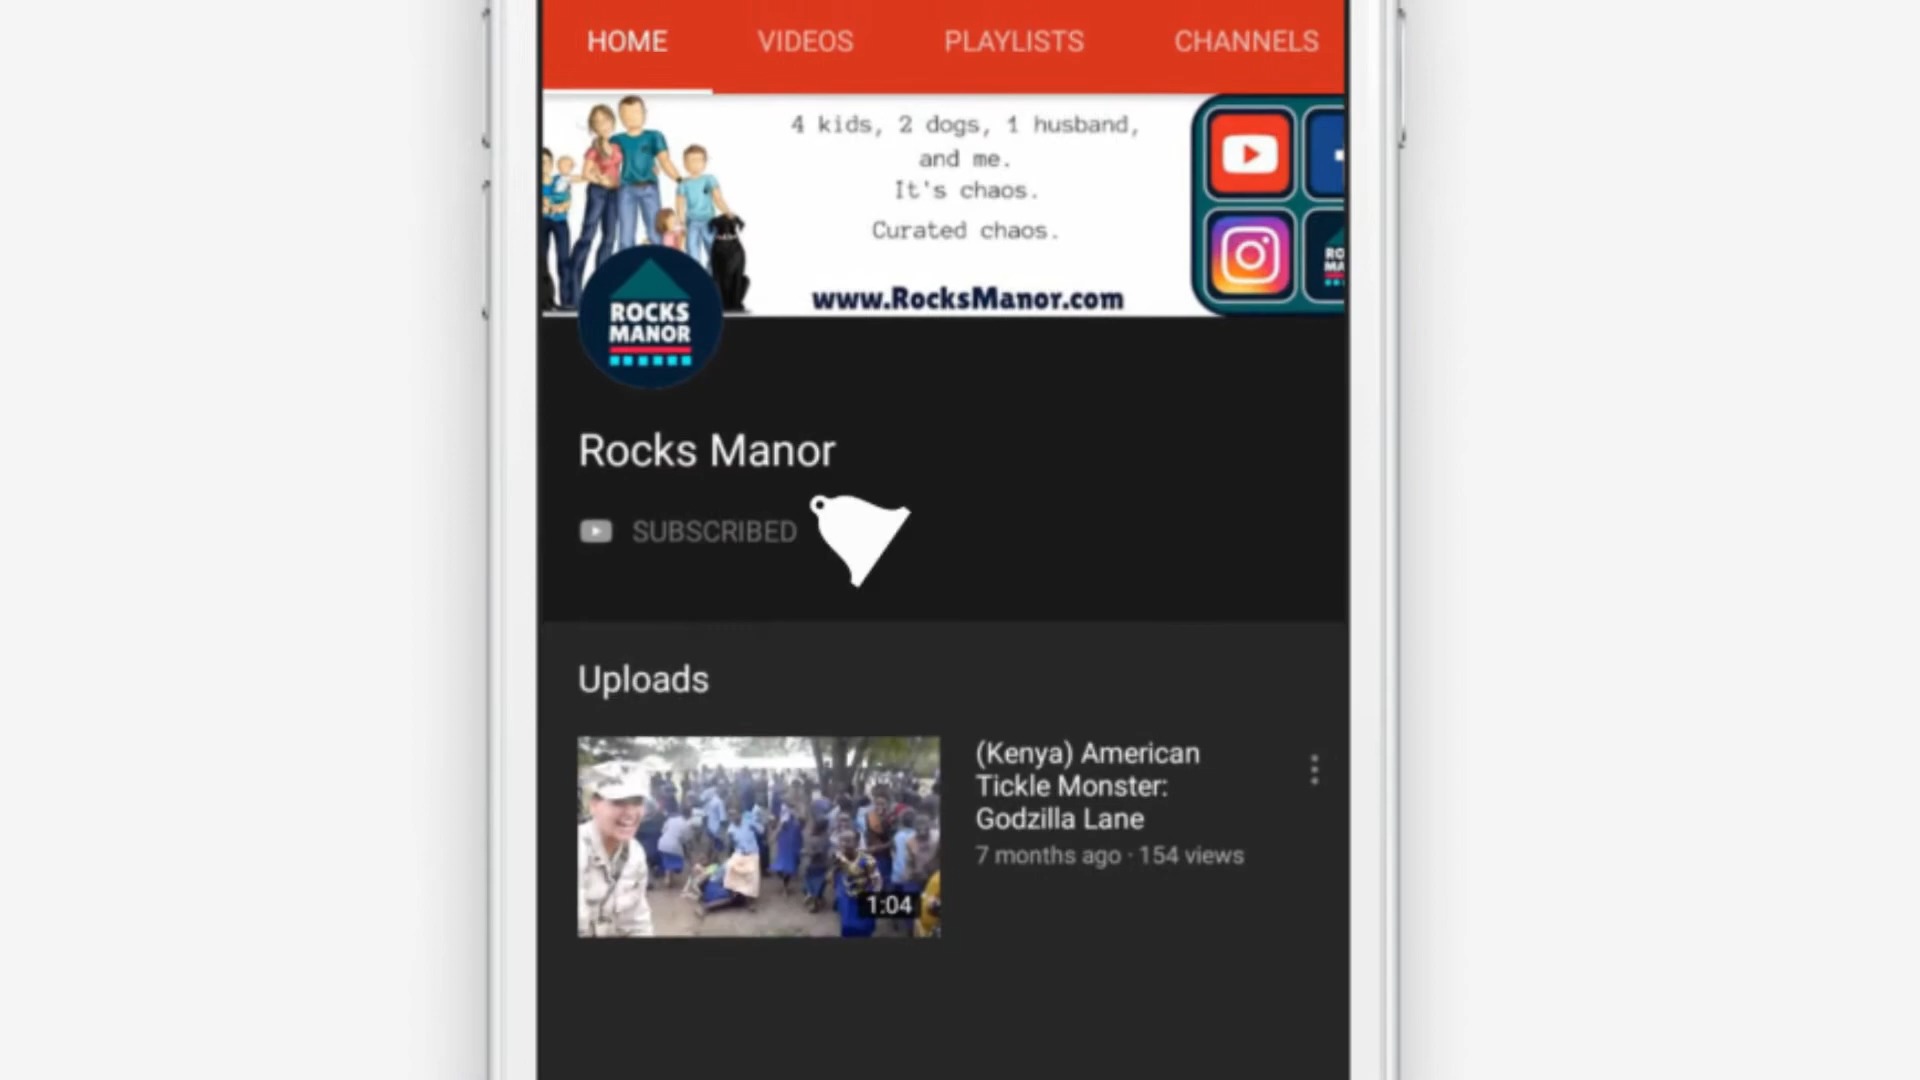 HOME VIDEOS PLAYLISTS CHANNELS
4 kids, 2 dogs, 1 husband,
and me.
It's chaos.
Curated chaos.
www.RocksManor.com
ROCKS
MANOR
Rocks Manor
SUBSCRIBED
Uploads
(Kenya) American
Tickle Monster:
Godzilla Lane
7 months ago · 154 views
1:04